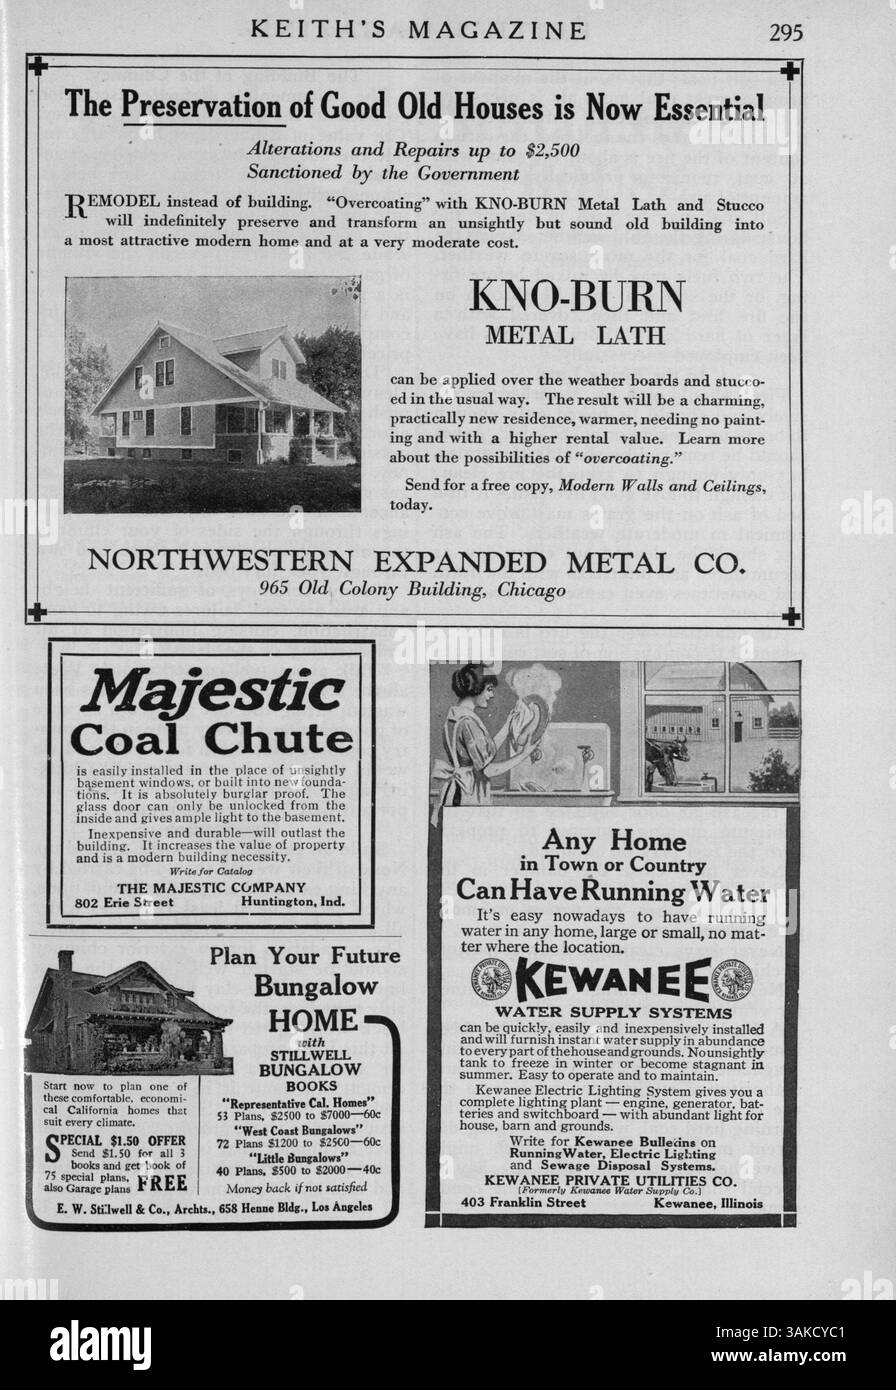 KEITH'S MAGAZINE 295
The Preservation of Good Old Houses is Now Essential
Alterations and Repairs up to $2,500
Sanctioned by the Government
REMODEL instead of building. "Overcoating" with KNO-BURN Metal Lath and Stucco
will indefinitely preserve and transform an unsightly but sound old building into
a most attractive modern home and at a very moderate cost.
KNO-BURN
METAL LATH
can be applied over the weather boards and stucco-
ed in the usual way. The result will be a charming,
practically new residence, warmer, needing no paint-
ing and with a higher rental value. Learn more
about the possibilities of "overcoating."
Send for a free copy, Modern Walls and Ceilings,
today.
NORTHWESTERN EXPANDED METAL CO.
965 Old Colony Building, Chicago
Majestic
Coal Chute
is easily installed in the place of unsightly
basement windows, or built into new founda-
tions. It is absolutely burglar proof. The
glass door can only be unlocked from the
inside and gives ample light to the basement.
Inexpensive and durable—will outlast the
building. It increases the value of property
and is a modern building necessity.
Write for Catalog
THE MAJESTIC COMPANY
802 Erie Street Huntington, Ind.
Plan Your Future
Bungalow
HOME
with
STILLWELL
BUNGALOW
BOOKS
"Representative Cal. Homes"
53 Plans, $2500 to $7000—60c
"West Coast Bungalows"
72 Plans $1200 to $2500—60c
"Little Bungalows"
40 Plans, $500 to $2000—40c
Money back if not satisfied
Start now to plan one of
these comfortable, economi-
cal California homes that
suit every climate.
SPECIAL $1.50 OFFER
Send $1.50 for all 3
books and get book of
75 special plans,
also Garage plans FREE
E. W. Stillwell & Co., Archts., 658 Henne Bldg., Los Angeles
Any Home
in Town or Country
Can Have Running Water
It's easy nowadays to have running
water in any home, large or small, no mat-
ter where the location.
KEWANEE
WATER SUPPLY SYSTEMS
can be quickly, easily and inexpensively installed
and will furnish instant water supply in abundance
to every part of the house and grounds. No unsightly
tank to freeze in winter or become stagnant in
summer. Easy to operate and to maintain.
Kewanee Electric Lighting System gives you a
complete lighting plant — engine, generator, bat-
teries and switchboard — with abundant light for
house, barn and grounds.
Write for Kewanee Bulletins on
Running Water, Electric Lighting
and Sewage Disposal Systems.
KEWANEE PRIVATE UTILITIES CO.
[Formerly Kewanee Water Supply Co.]
403 Franklin Street Kewanee, Illinois
alamy
Image ID: 3AKCYC1
www.alamy.com